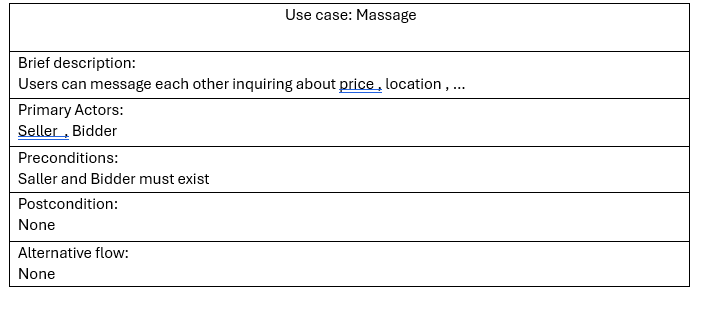 Use case: Massage
Brief description:
Users can message each other inquiring about price , location , ...
Primary Actors:
Seller , Bidder
Preconditions:
Saller and Bidder must exist
Postcondition:
None
Alternative flow:
None